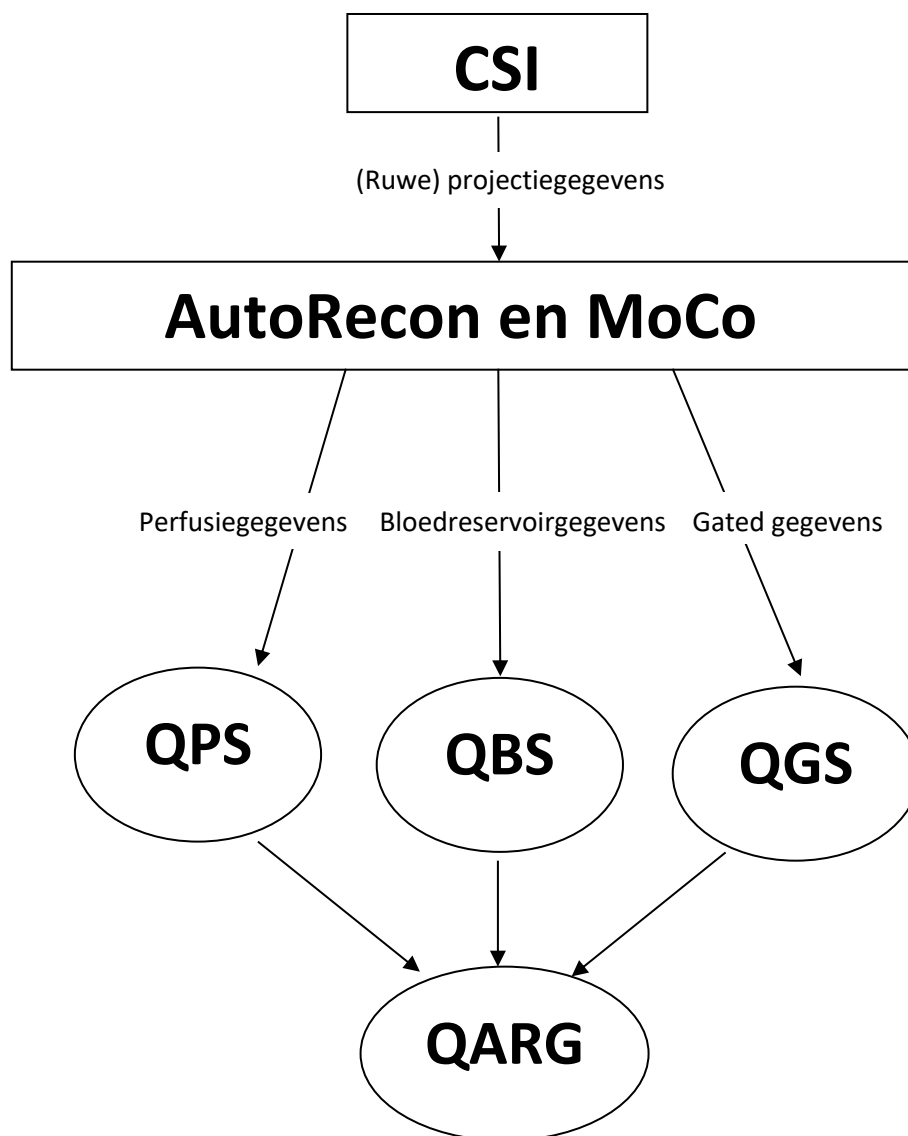 CSI
(Ruwe) projectiegegevens
AutoRecon en MoCo
Perfusiegegevens
Bloedreservoirgegevens
Gated gegevens
QPS
QBS
QGS
QARG